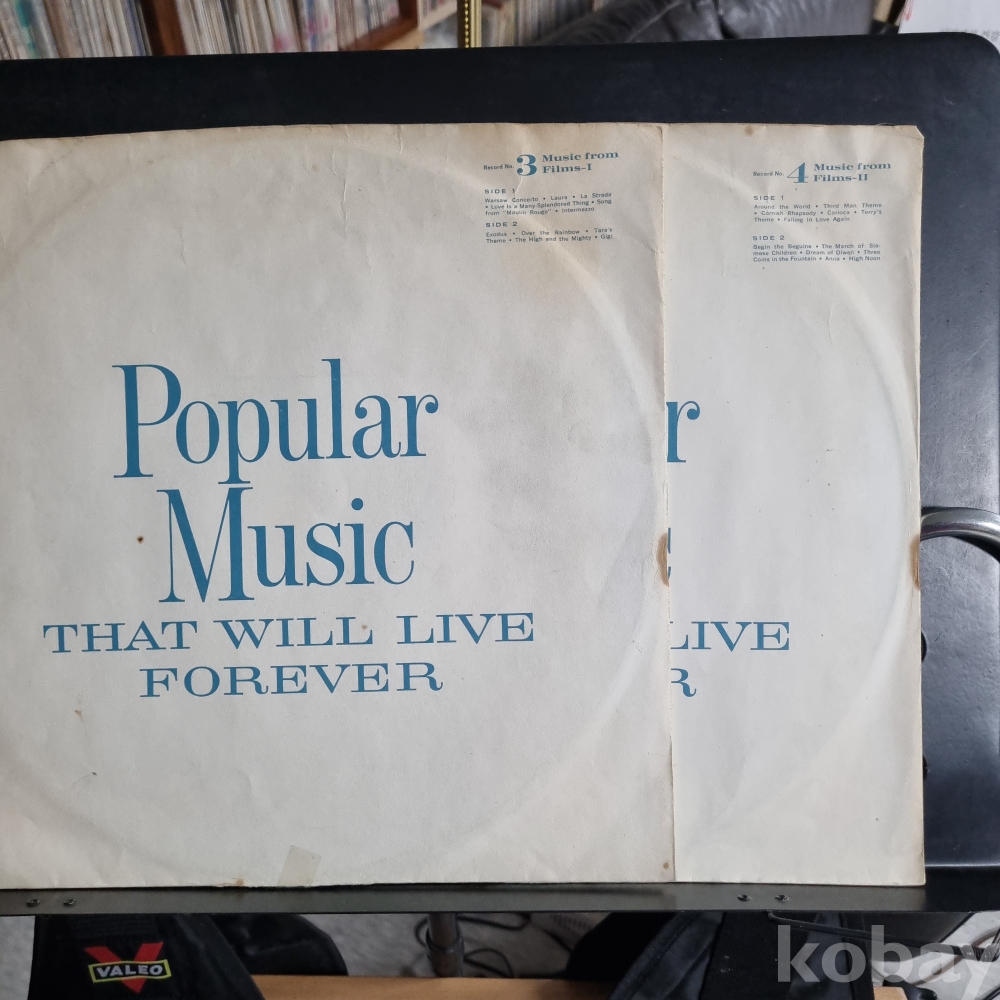 Record No. 3 Music from
Films-I
SIDE 1
Warsaw Concerto • Laura • La Strada
• Love Is a Many-Splendored Thing • Song
from "Moulin Rouge" • Intermezzo
SIDE 2
Exodus • Over the Rainbow • Tara's
Theme • The High and the Mighty • Gigi
Popular
Music
THAT WILL LIVE
FOREVER
Record No. 4 Music from
Films-II
SIDE 1
Around the World • Third Man Theme
• Cornish Rhapsody • Carioca • Terry's
Theme • Falling in Love Again
SIDE 2
Begin the Beguine • The March of Sia-
mese Children • Dream of Olwen • Three
Coins in the Fountain • Anna • High Noon
r
LIVE
R
VALEO
kobay